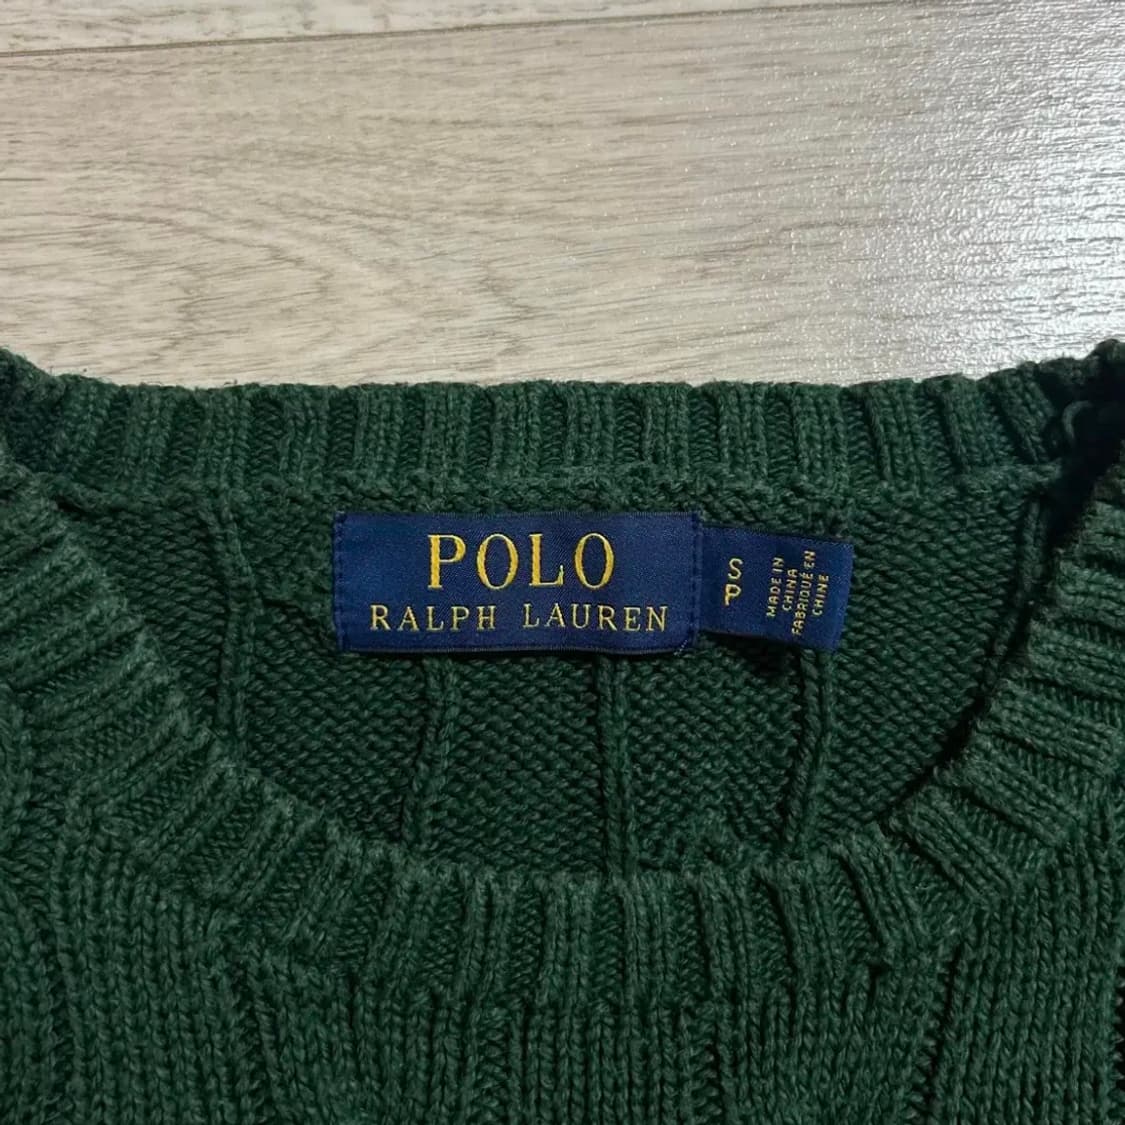 POLO
RALPH LAUREN
S
P
MADE IN
CHINA
FABRIQUÉ EN
CHINE